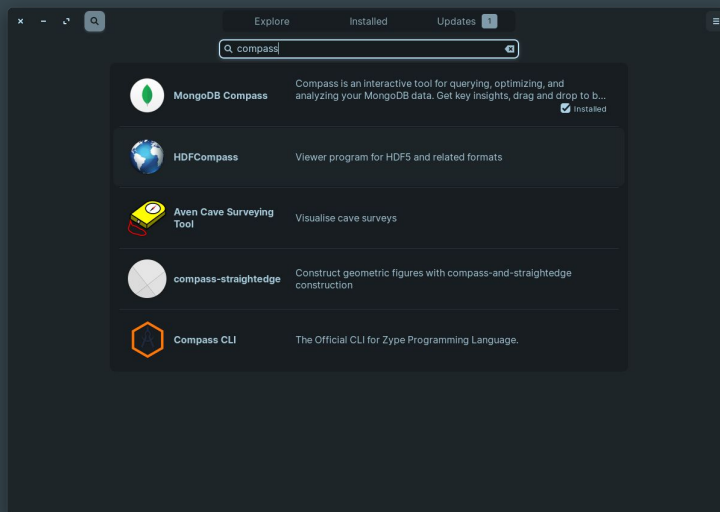 Explore Installed Updates 1
compass
MongoDB Compass
Compass is an interactive tool for querying, optimizing, and
analyzing your MongoDB data. Get key insights, drag and drop to b...
Installed
HDFCompass
Viewer program for HDF5 and related formats
Aven Cave Surveying
Tool
Visualise cave surveys
compass-straightedge
Construct geometric figures with compass-and-straightedge
construction
Compass CLI
The Official CLI for Zype Programming Language.